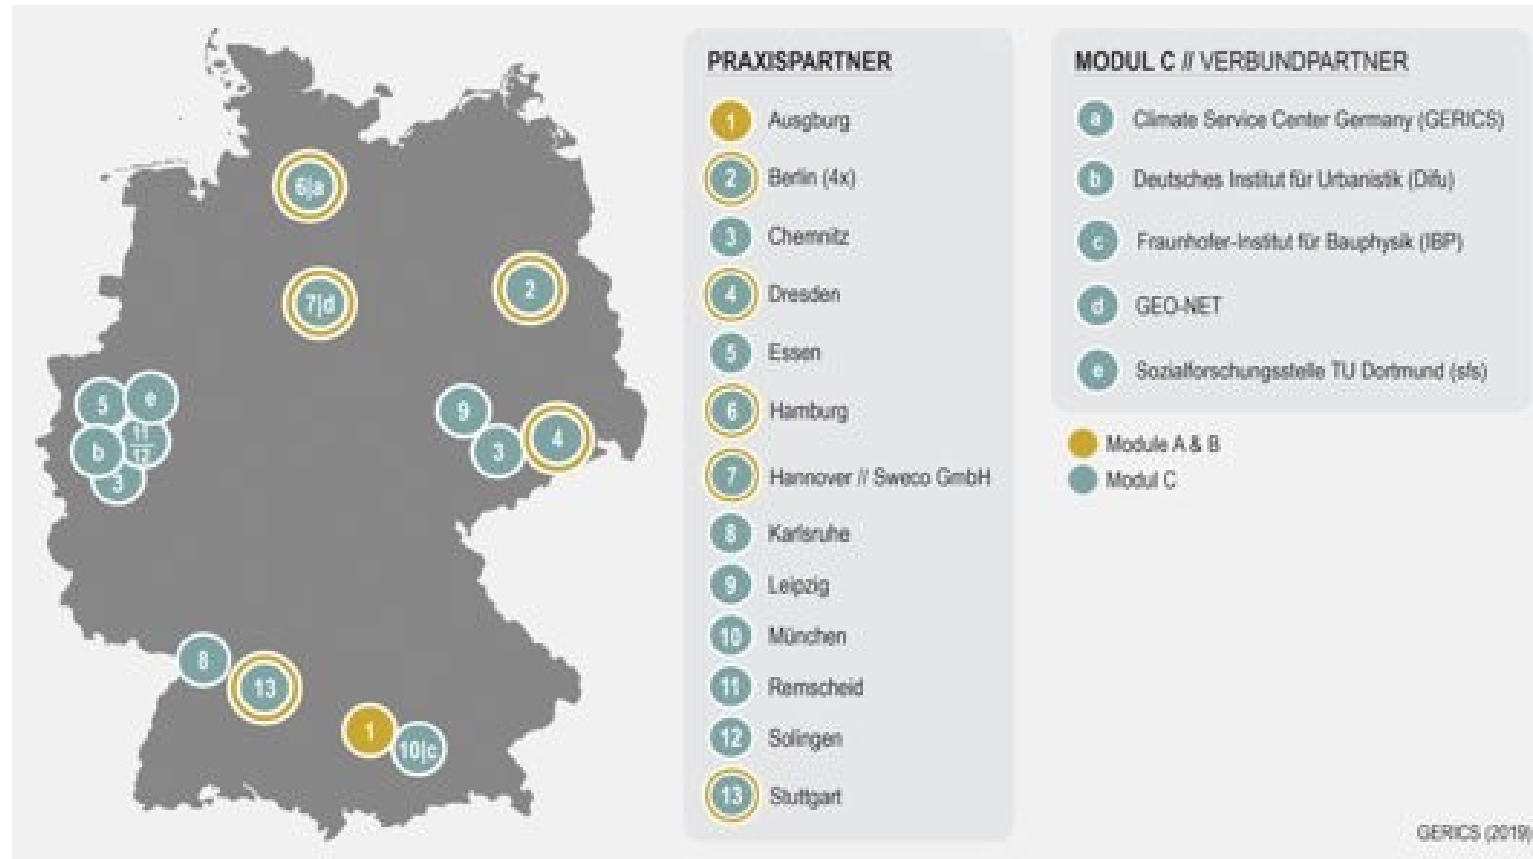 6|a
7|d
2
5
e
11
12
b
3
9
3
4
8
13
1
10|c
PRAXISPARTNER
1 Ausgburg
2 Berlin (4x)
3 Chemnitz
4 Dresden
5 Essen
6 Hamburg
7 Hannover // Sweco GmbH
8 Karlsruhe
9 Leipzig
10 München
11 Remscheid
12 Solingen
13 Stuttgart
MODUL C // VERBUNDPARTNER
a Climate Service Center Germany (GERICS)
b Deutsches Institut für Urbanistik (Difu)
c Fraunhofer-Institut für Bauphysik (IBP)
d GEO-NET
e Sozialforschungsstelle TU Dortmund (sfs)
Module A & B
Modul C
GERICS (2019)